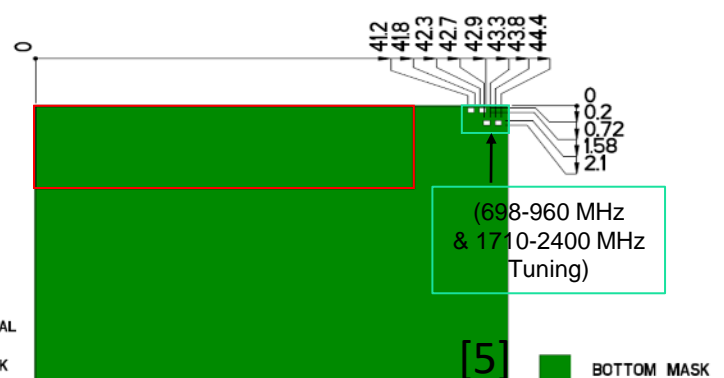 0
41.2
41.8
42.3
42.7
42.9
43.3
43.8
44.4
0
0.2
0.72
1.58
2.1
(698-960 MHz
& 1710-2400 MHz
Tuning)
AL
K
[5]
BOTTOM MASK